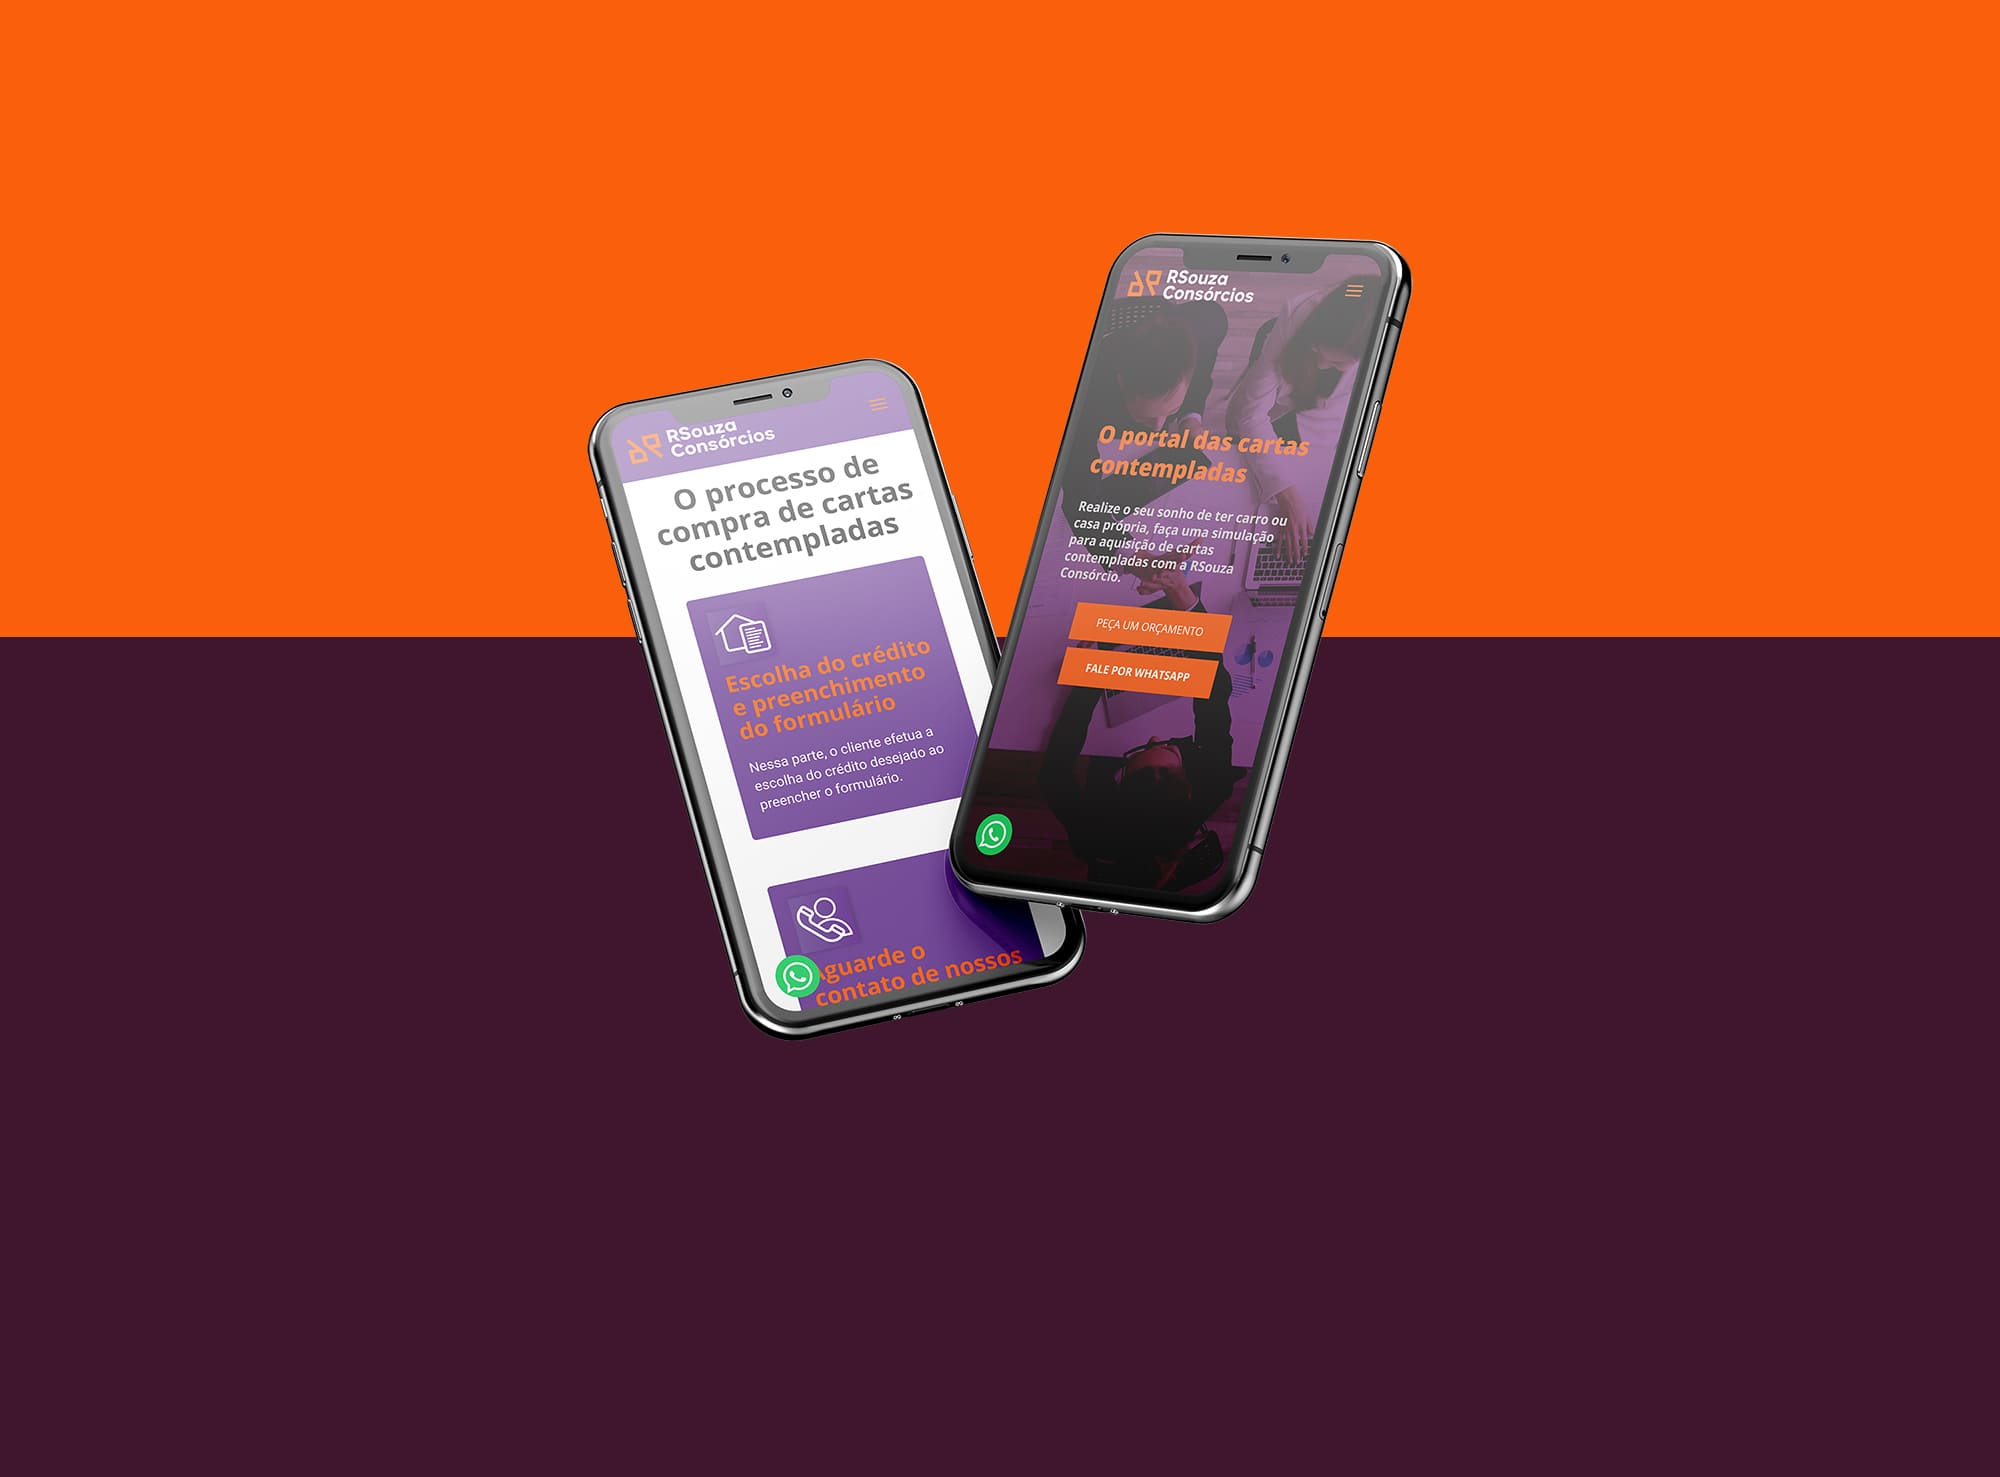 RSouza
Consórcios
O processo de
compra de cartas
contempladas
Escolha do crédito
e preenchimento
do formulário
Nessa parte, o cliente efetua a
escolha do crédito desejado ao
preencher o formulário.
Aguarde o
contato de nossos
RSouza
Consórcios
O portal das cartas
contempladas
Realize o seu sonho de ter carro ou
casa própria, faça uma simulação
para aquisição de cartas
contempladas com a RSouza
Consórcio.
PEÇA UM ORÇAMENTO
FALE POR WHATSAPP